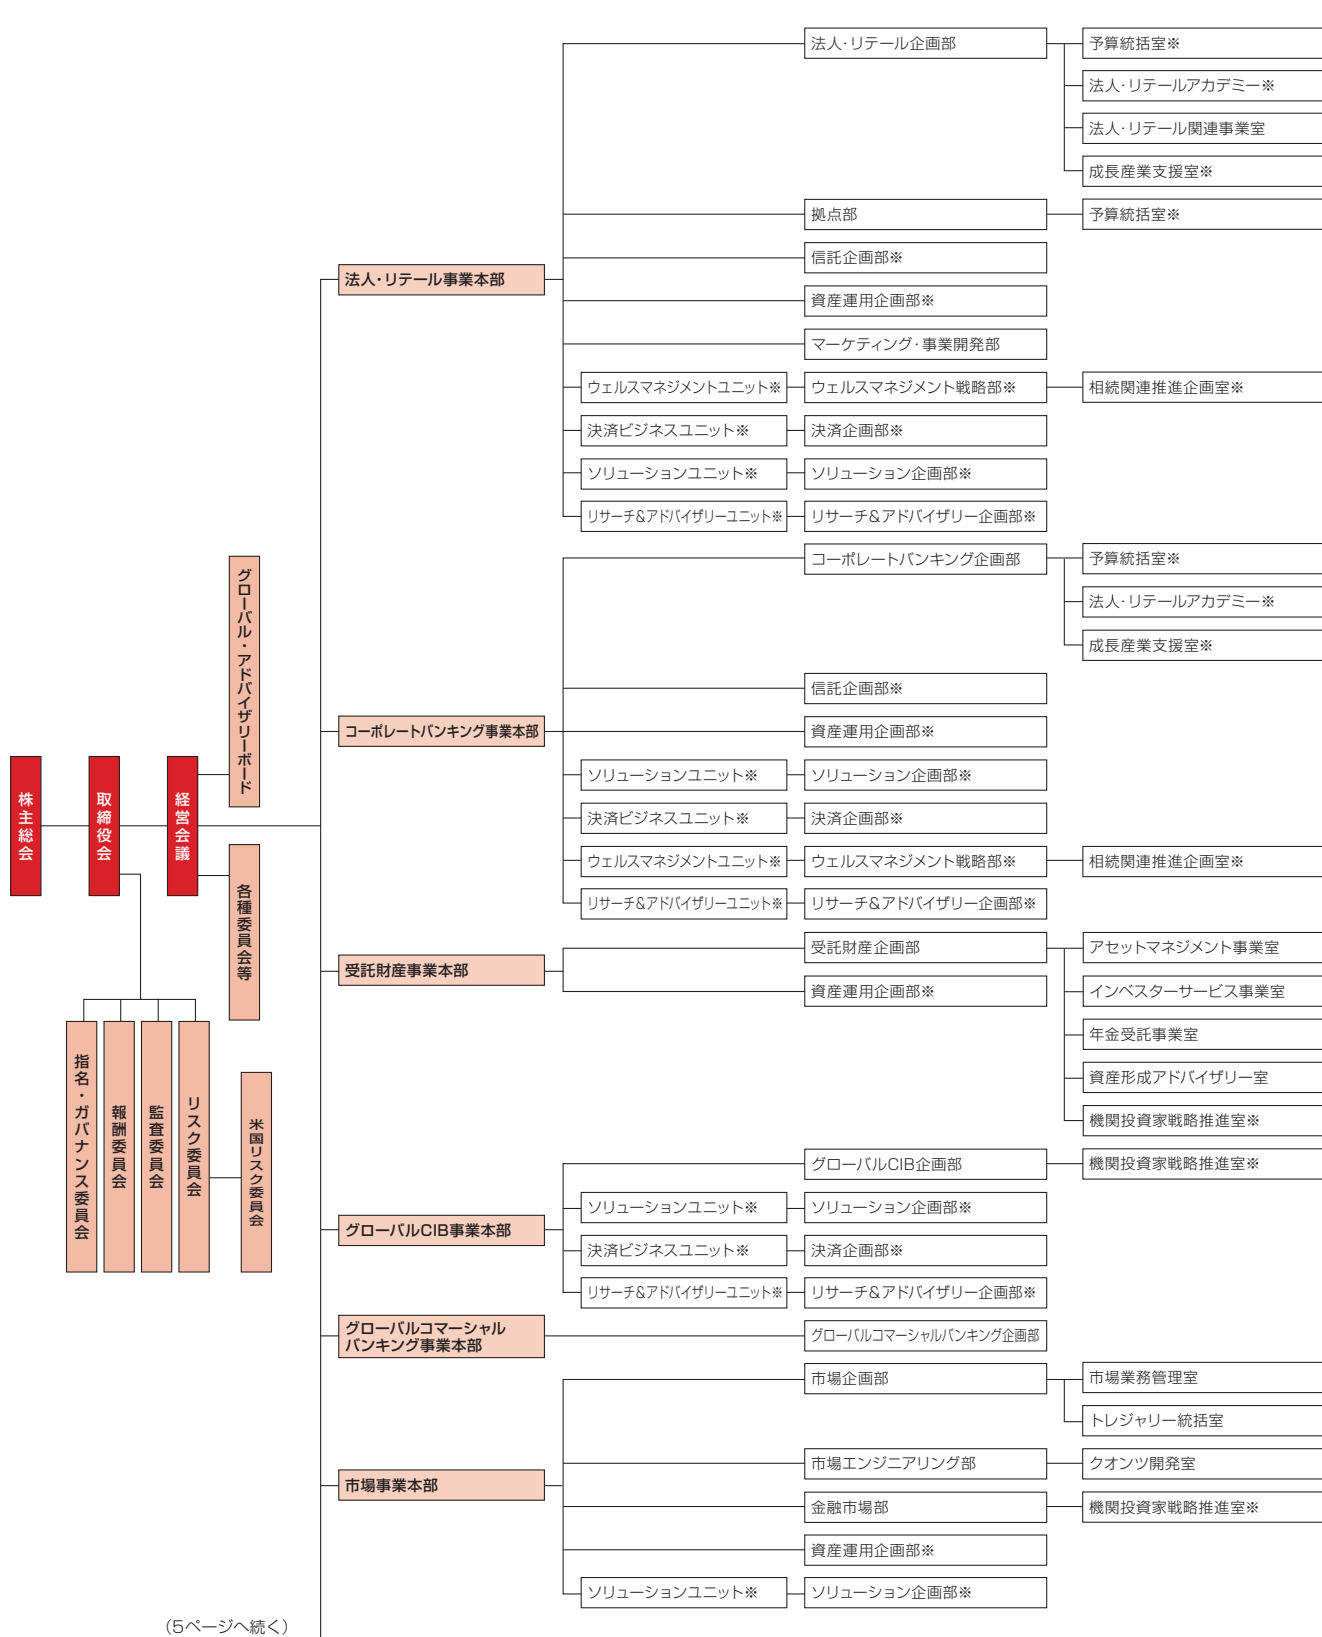 株主総会
取締役会
経営会議
グローバル・アドバイザリーボード
各種委員会等
指名・ガバナンス委員会
報酬委員会
監査委員会
リスク委員会
米国リスク委員会
法人・リテール事業本部
法人・リテール企画部
予算統括室※
法人・リテールアカデミー※
法人・リテール関連事業室
成長産業支援室※
拠点部
予算統括室※
信託企画部※
資産運用企画部※
マーケティング・事業開発部
ウェルスマネジメントユニット※
ウェルスマネジメント戦略部※
相続関連推進企画室※
決済ビジネスユニット※
決済企画部※
ソリューションユニット※
ソリューション企画部※
リサーチ&アドバイザリーユニット※
リサーチ&アドバイザリー企画部※
コーポレートバンキング事業本部
コーポレートバンキング企画部
予算統括室※
法人・リテールアカデミー※
成長産業支援室※
信託企画部※
資産運用企画部※
ソリューションユニット※
ソリューション企画部※
決済ビジネスユニット※
決済企画部※
ウェルスマネジメントユニット※
ウェルスマネジメント戦略部※
相続関連推進企画室※
リサーチ&アドバイザリーユニット※
リサーチ&アドバイザリー企画部※
受託財産事業本部
受託財産企画部
アセットマネジメント事業室
インベスターサービス事業室
年金受託事業室
資産形成アドバイザリー室
機関投資家戦略推進室※
資産運用企画部※
グローバルCIB事業本部
グローバルCIB企画部
機関投資家戦略推進室※
ソリューションユニット※
ソリューション企画部※
決済ビジネスユニット※
決済企画部※
リサーチ&アドバイザリーユニット※
リサーチ&アドバイザリー企画部※
グローバルコマーシャル
バンキング事業本部
グローバルコマーシャルバンキング企画部
市場事業本部
市場企画部
市場業務管理室
トレジャリー統括室
市場エンジニアリング部
クオンツ開発室
金融市場部
機関投資家戦略推進室※
資産運用企画部※
ソリューションユニット※
ソリューション企画部※
(5ページへ続く)